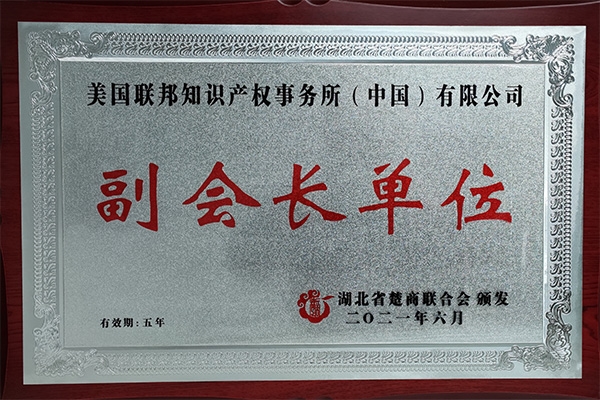 美国联邦知识产权事务所（中国）有限公司
副会长单位
湖北省楚商联合会 颁发
有效期:五年
二〇二一年六月